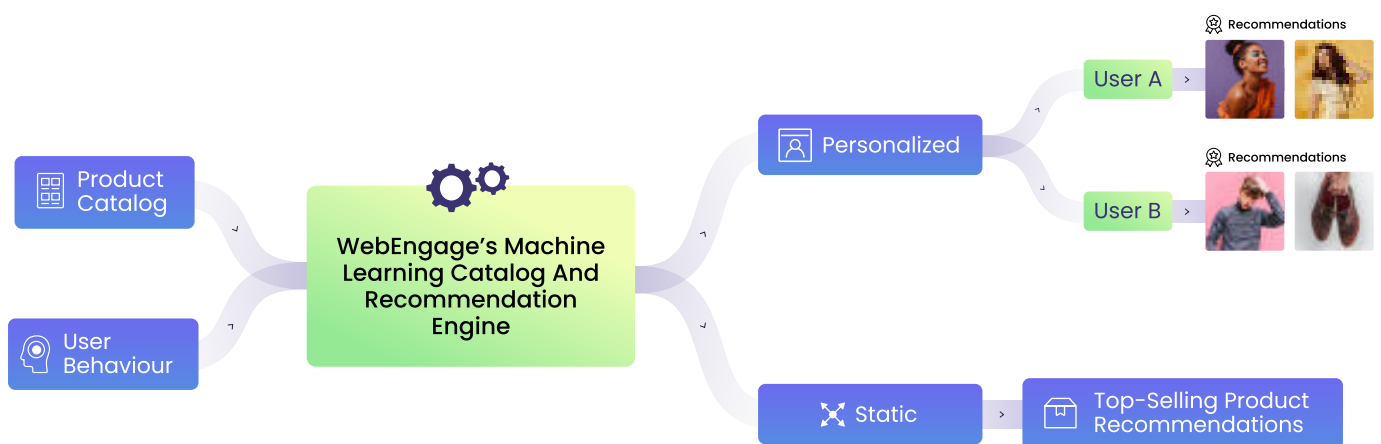 Product
Catalog
User
Behaviour
WebEngage’s Machine
Learning Catalog And
Recommendation
Engine
Personalized
User A
Recommendations
User B
Recommendations
Static
Top-Selling Product
Recommendations